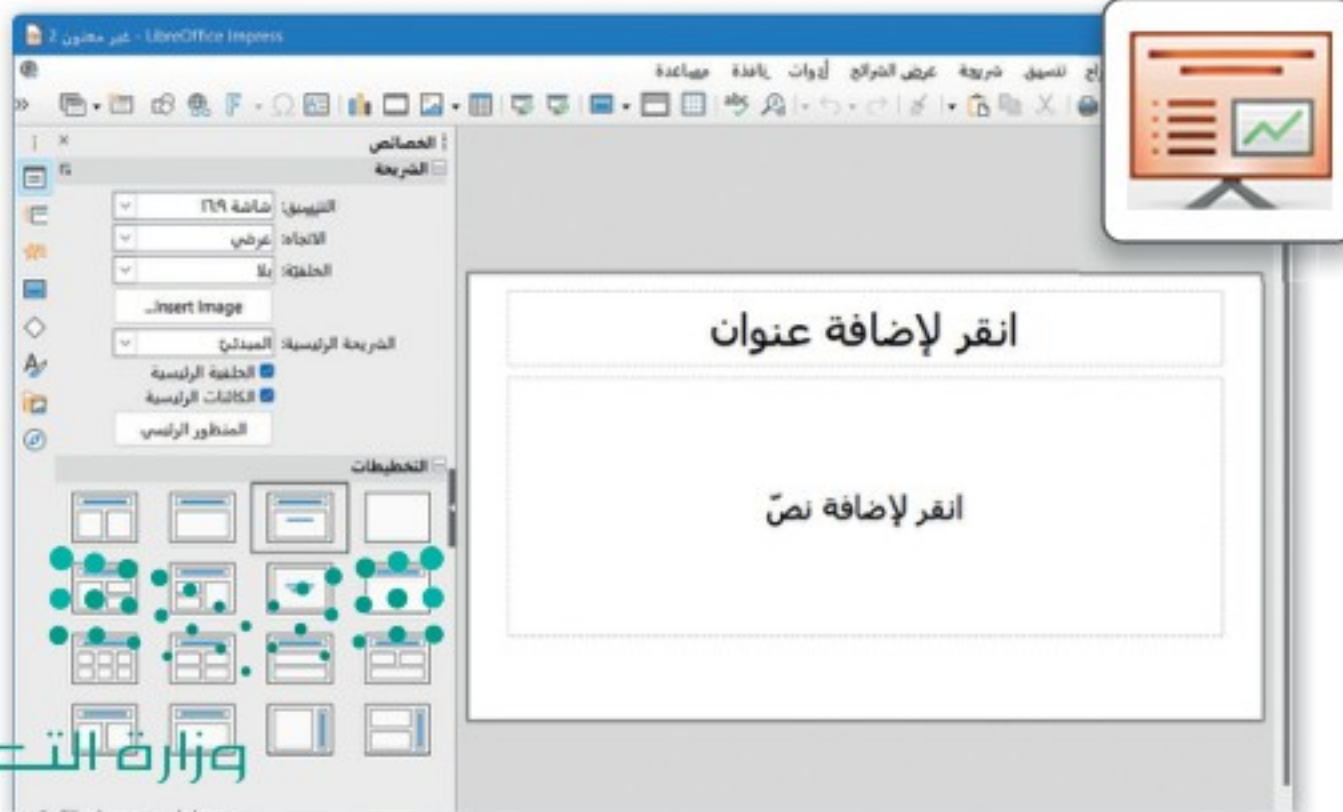 غير معنون 2 - LibreOffice Impress
تنسيق شريحة عرض الشرائح أدوات نافذة مساعدة
الخصائص
الشريحة
التنسيق: شاشة ١٦:٩
الاتجاه: عرضي
الخلفية: بلا
Insert Image...
الشريحة الرئيسية: المبدئيّ
الخلفية الرئيسية
الكائنات الرئيسية
المنظور الرئيسي
التخطيطات
انقر لإضافة عنوان
انقر لإضافة نصّ
وزارة